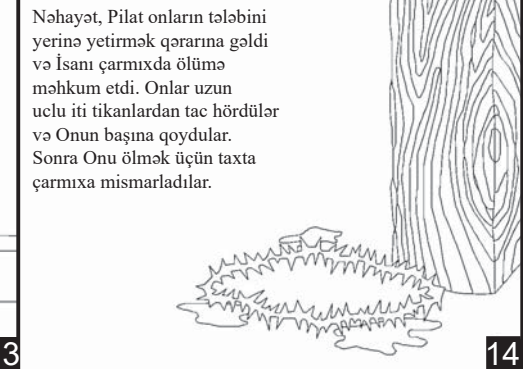 Nəhayət, Pilat onların tələbini
yerinə yetirmək qərarına gəldi
və İsanı çarmıxda ölümə
məhkum etdi. Onlar uzun
uclu iti tikanlardan tac hördülər
və Onun başına qoydular.
Sonra Onu ölmək üçün taxta
çarmıxa mismarladılar.
3
14